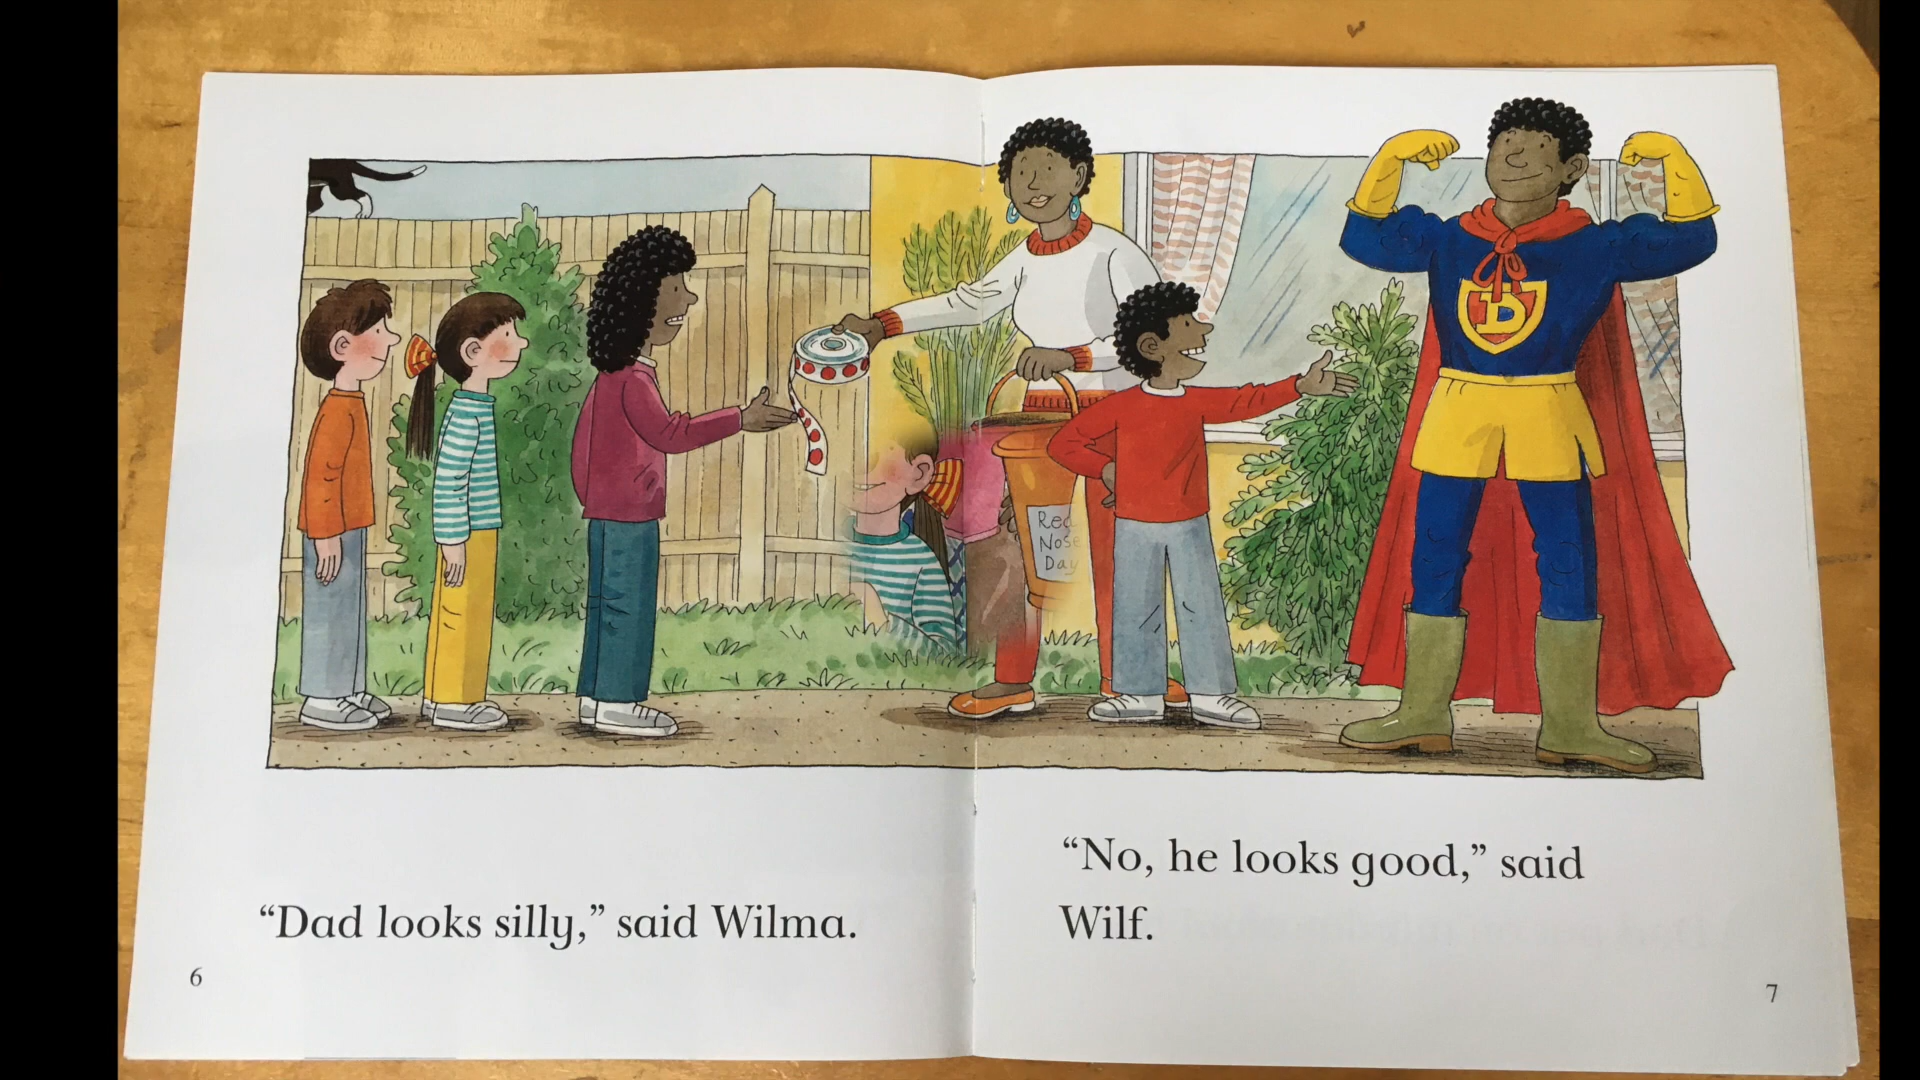 D
Red
Nose
Day
“Dad looks silly,” said Wilma.
6
“No, he looks good,” said
Wilf.
7